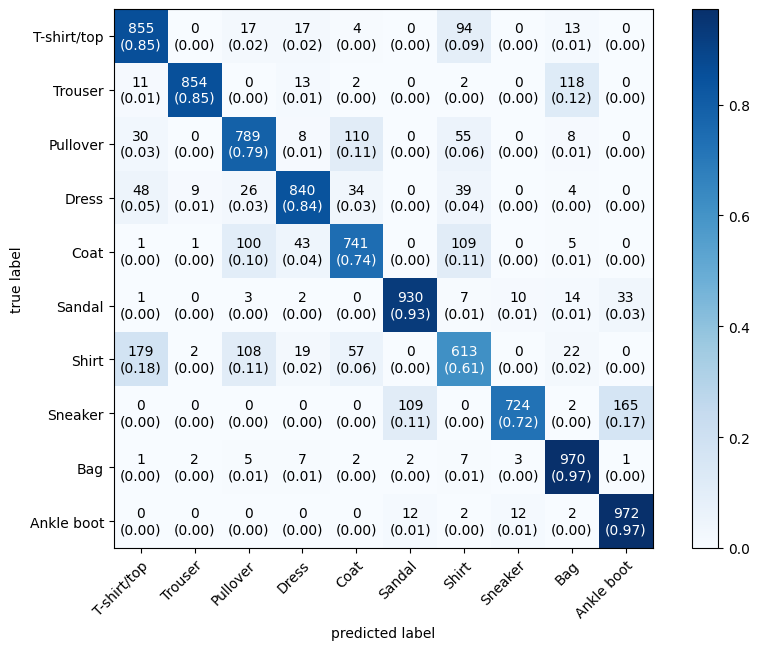 T-shirt/top 855 0 17 17 4 0 94 0 13 0
(0.85) (0.00) (0.02) (0.02) (0.00) (0.00) (0.09) (0.00) (0.01) (0.00)
Trouser 11 854 0 13 2 0 2 0 118 0
(0.01) (0.85) (0.00) (0.01) (0.00) (0.00) (0.00) (0.00) (0.12) (0.00)
Pullover 30 0 789 8 110 0 55 0 8 0
(0.03) (0.00) (0.79) (0.01) (0.11) (0.00) (0.06) (0.00) (0.01) (0.00)
Dress 48 9 26 840 34 0 39 0 4 0
(0.05) (0.01) (0.03) (0.84) (0.03) (0.00) (0.04) (0.00) (0.00) (0.00)
Coat 1 1 100 43 741 0 109 0 5 0
(0.00) (0.00) (0.10) (0.04) (0.74) (0.00) (0.11) (0.00) (0.01) (0.00)
Sandal 1 0 3 2 0 930 7 10 14 33
(0.00) (0.00) (0.00) (0.00) (0.00) (0.93) (0.01) (0.01) (0.01) (0.03)
Shirt 179 2 108 19 57 0 613 0 22 0
(0.18) (0.00) (0.11) (0.02) (0.06) (0.00) (0.61) (0.00) (0.02) (0.00)
Sneaker 0 0 0 0 0 109 0 724 2 165
(0.00) (0.00) (0.00) (0.00) (0.00) (0.11) (0.00) (0.72) (0.00) (0.17)
Bag 1 2 5 7 2 2 7 3 970 1
(0.00) (0.00) (0.01) (0.01) (0.00) (0.00) (0.01) (0.00) (0.97) (0.00)
Ankle boot 0 0 0 0 0 12 2 12 2 972
(0.00) (0.00) (0.00) (0.00) (0.00) (0.01) (0.00) (0.01) (0.00) (0.97)
T-shirt/top Trouser Pullover Dress Coat Sandal Shirt Sneaker Bag Ankle boot
predicted label
true label
0.8
0.6
0.4
0.2
0.0